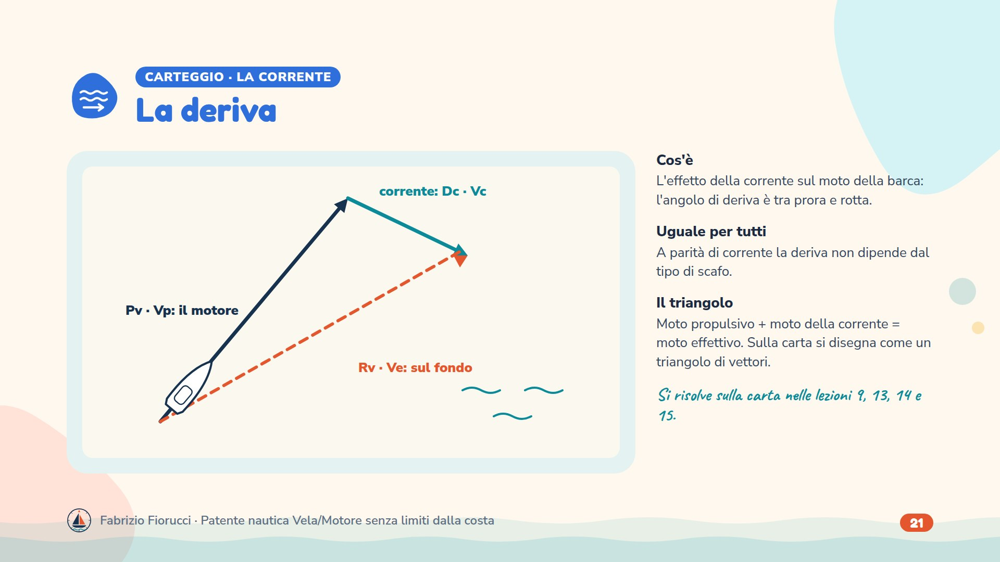 CARTEGGIO · LA CORRENTE
La deriva
corrente: Dc · Vc
Pv · Vp: il motore
Rv · Ve: sul fondo
Cos'è
L'effetto della corrente sul moto della barca:
l'angolo di deriva è tra prora e rotta.
Uguale per tutti
A parità di corrente la deriva non dipende dal
tipo di scafo.
Il triangolo
Moto propulsivo + moto della corrente =
moto effettivo. Sulla carta si disegna come un
triangolo di vettori.
Si risolve sulla carta nelle lezioni 9, 13, 14 e
15.
Fabrizio Fiorucci · Patente nautica Vela/Motore senza limiti dalla costa
21